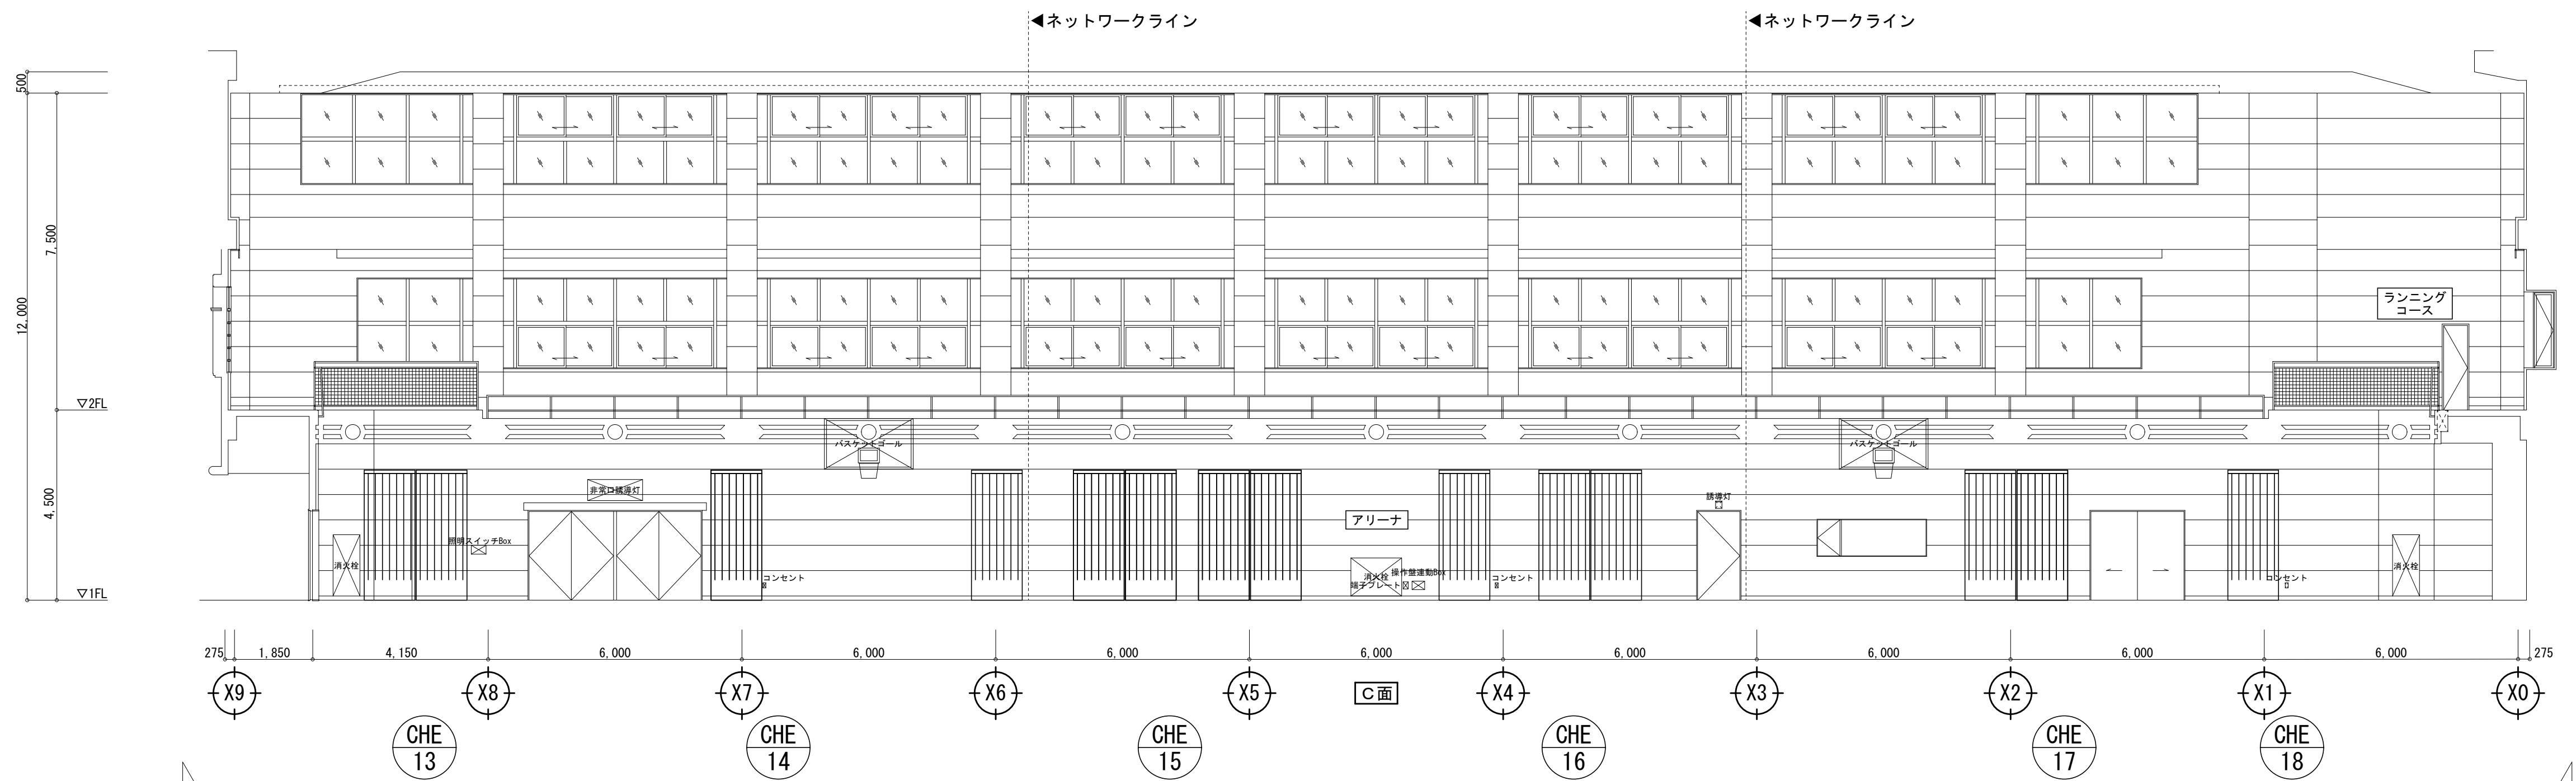 ◀ネットワークライン
◀ネットワークライン
500
7,500
12,000
4,500
▽2FL
▽1FL
ランニング
コース
バスケットゴール
バスケットゴール
非常口誘導灯
誘導灯
アリーナ
照明スイッチBox
消火栓
コンセント
消火栓
操作盤連動Box
端子プレート
コンセント
コンセント
消火栓
275
1,850
4,150
6,000
6,000
6,000
6,000
6,000
6,000
6,000
6,000
275
X9
X8
X7
X6
X5
C面
X4
X3
X2
X1
X0
CHE
13
CHE
14
CHE
15
CHE
16
CHE
17
CHE
18